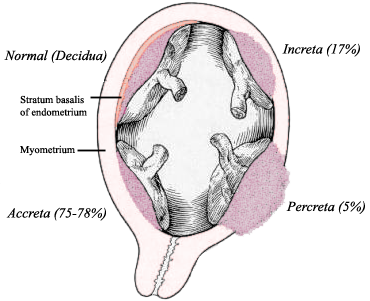 Normal (Decidua)
Increta (17%)
Stratum basalis
of endometrium
Myometrium
Accreta (75-78%)
Percreta (5%)